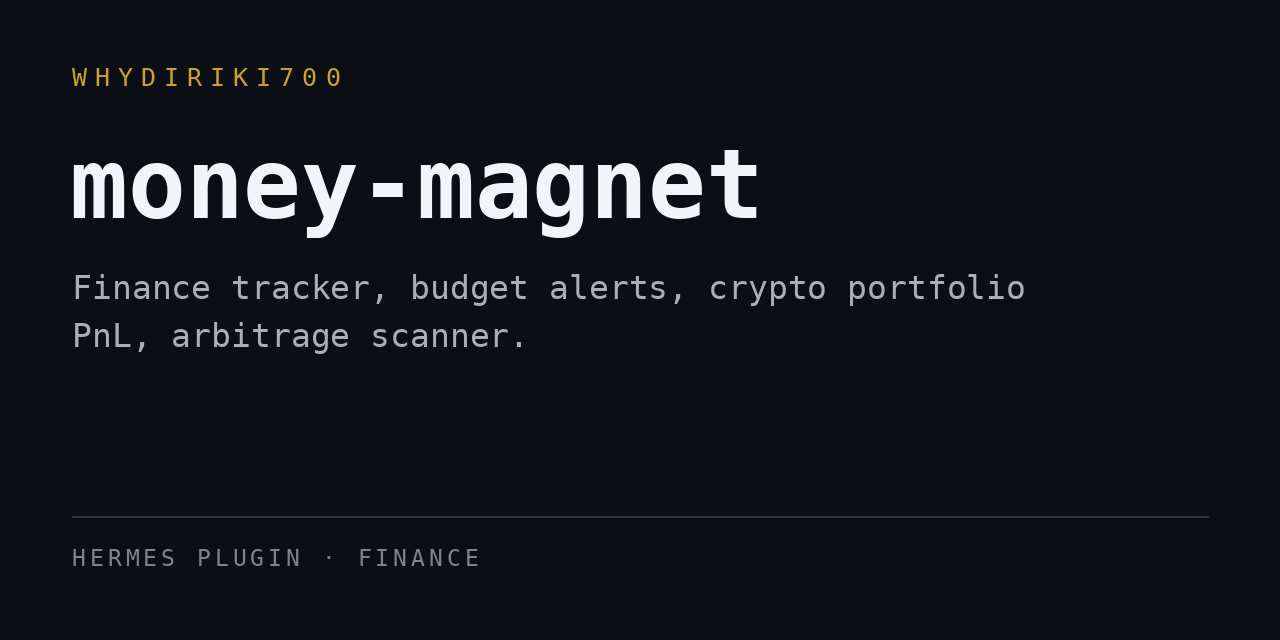 WHYDIRIKI700
money-magnet
Finance tracker, budget alerts, crypto portfolio
PnL, arbitrage scanner.
HERMES PLUGIN · FINANCE